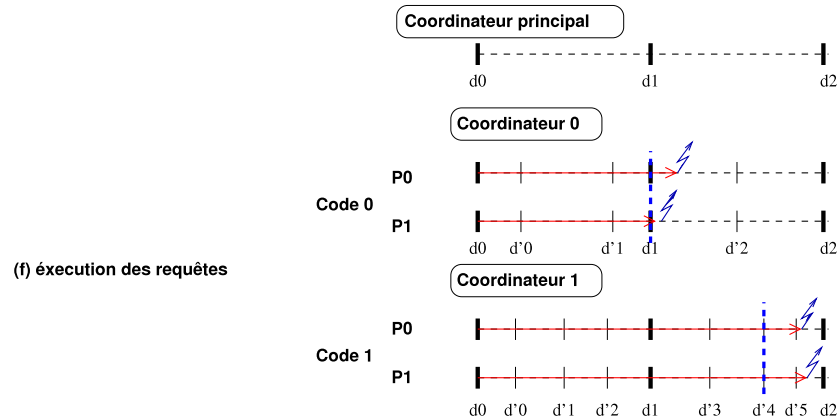 Coordinateur principal
d0 d1 d2
Coordinateur 0
P0
Code 0
P1
d0 d'0 d'1 d1 d'2 d2
(f) éxecution des requêtes
Coordinateur 1
P0
Code 1
P1
d0 d'0 d'1 d'2 d1 d'3 d'4 d'5 d2